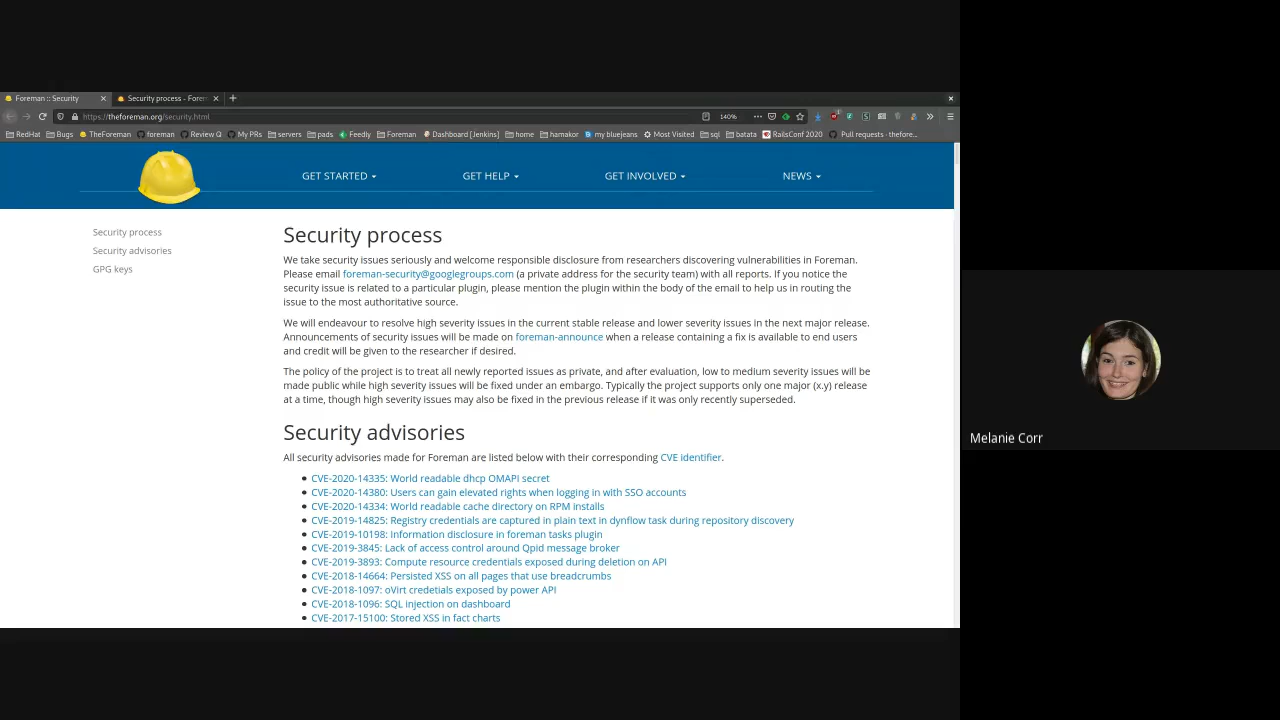 Foreman :: Security
Security process - Forem
https://theforeman.org/security.html
140%
RedHat Bugs TheForeman foreman Review Q My PRs servers pads Feedly Foreman Dashboard [Jenkins] home hamakor my bluejeans Most Visited sql batata RailsConf 2020 Pull requests · thefore...
GET STARTED GET HELP GET INVOLVED NEWS
Security process
Security advisories
GPG keys
Security process
We take security issues seriously and welcome responsible disclosure from researchers discovering vulnerabilities in Foreman.
Please email foreman-security@googlegroups.com (a private address for the security team) with all reports. If you notice the
security issue is related to a particular plugin, please mention the plugin within the body of the email to help us in routing the
issue to the most authoritative source.
We will endeavour to resolve high severity issues in the current stable release and lower severity issues in the next major release.
Announcements of security issues will be made on foreman-announce when a release containing a fix is available to end users
and credit will be given to the researcher if desired.
The policy of the project is to treat all newly reported issues as private, and after evaluation, low to medium severity issues will be
made public while high severity issues will be fixed under an embargo. Typically the project supports only one major (x.y) release
at a time, though high severity issues may also be fixed in the previous release if it was only recently superseded.
Security advisories
All security advisories made for Foreman are listed below with their corresponding CVE identifier.
CVE-2020-14335: World readable dhcp OMAPI secret
CVE-2020-14380: Users can gain elevated rights when logging in with SSO accounts
CVE-2020-14334: World readable cache directory on RPM installs
CVE-2019-14825: Registry credentials are captured in plain text in dynflow task during repository discovery
CVE-2019-10198: Information disclosure in foreman tasks plugin
CVE-2019-3845: Lack of access control around Qpid message broker
CVE-2019-3893: Compute resource credentials exposed during deletion on API
CVE-2018-14664: Persisted XSS on all pages that use breadcrumbs
CVE-2018-1097: oVirt credetials exposed by power API
CVE-2018-1096: SQL injection on dashboard
CVE-2017-15100: Stored XSS in fact charts
Melanie Corr